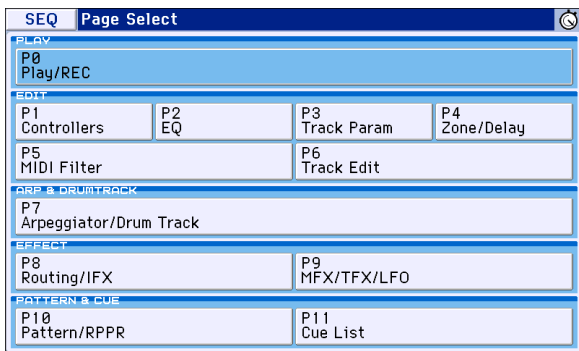 SEQ Page Select
PLAY
P0
Play/REC
EDIT
P1 P2 P3 P4
Controllers EQ Track Param Zone/Delay
P5 P6
MIDI Filter Track Edit
ARP & DRUMTRACK
P7
Arpeggiator/Drum Track
EFFECT
P8 P9
Routing/IFX MFX/TFX/LFO
PATTERN & CUE
P10 P11
Pattern/RPPR Cue List